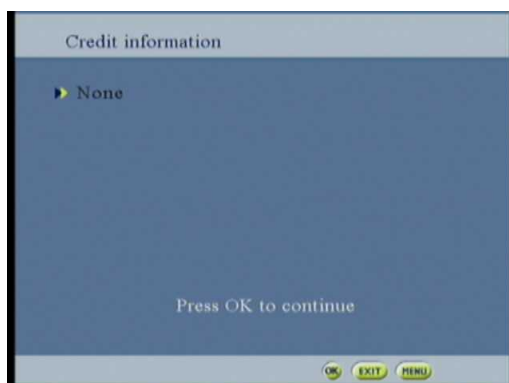 Credit information
None
Press OK to continue
OK EXIT MENU